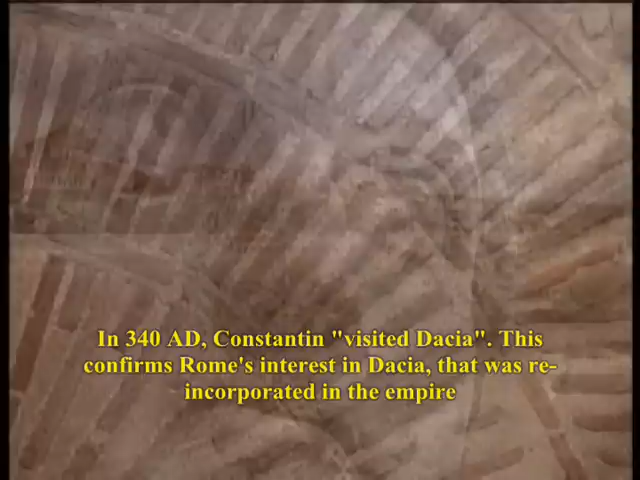 In 340 AD, Constantin "visited Dacia". This
confirms Rome's interest in Dacia, that was re-
incorporated in the empire